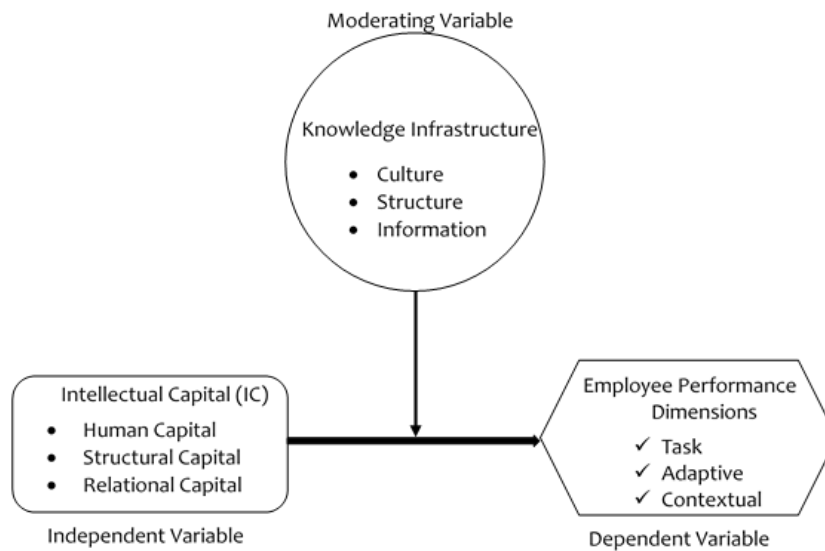 Moderating Variable
Knowledge Infrastructure
• Culture
• Structure
• Information
Intellectual Capital (IC)
• Human Capital
• Structural Capital
• Relational Capital
Independent Variable
Employee Performance
Dimensions
✓ Task
✓ Adaptive
✓ Contextual
Dependent Variable